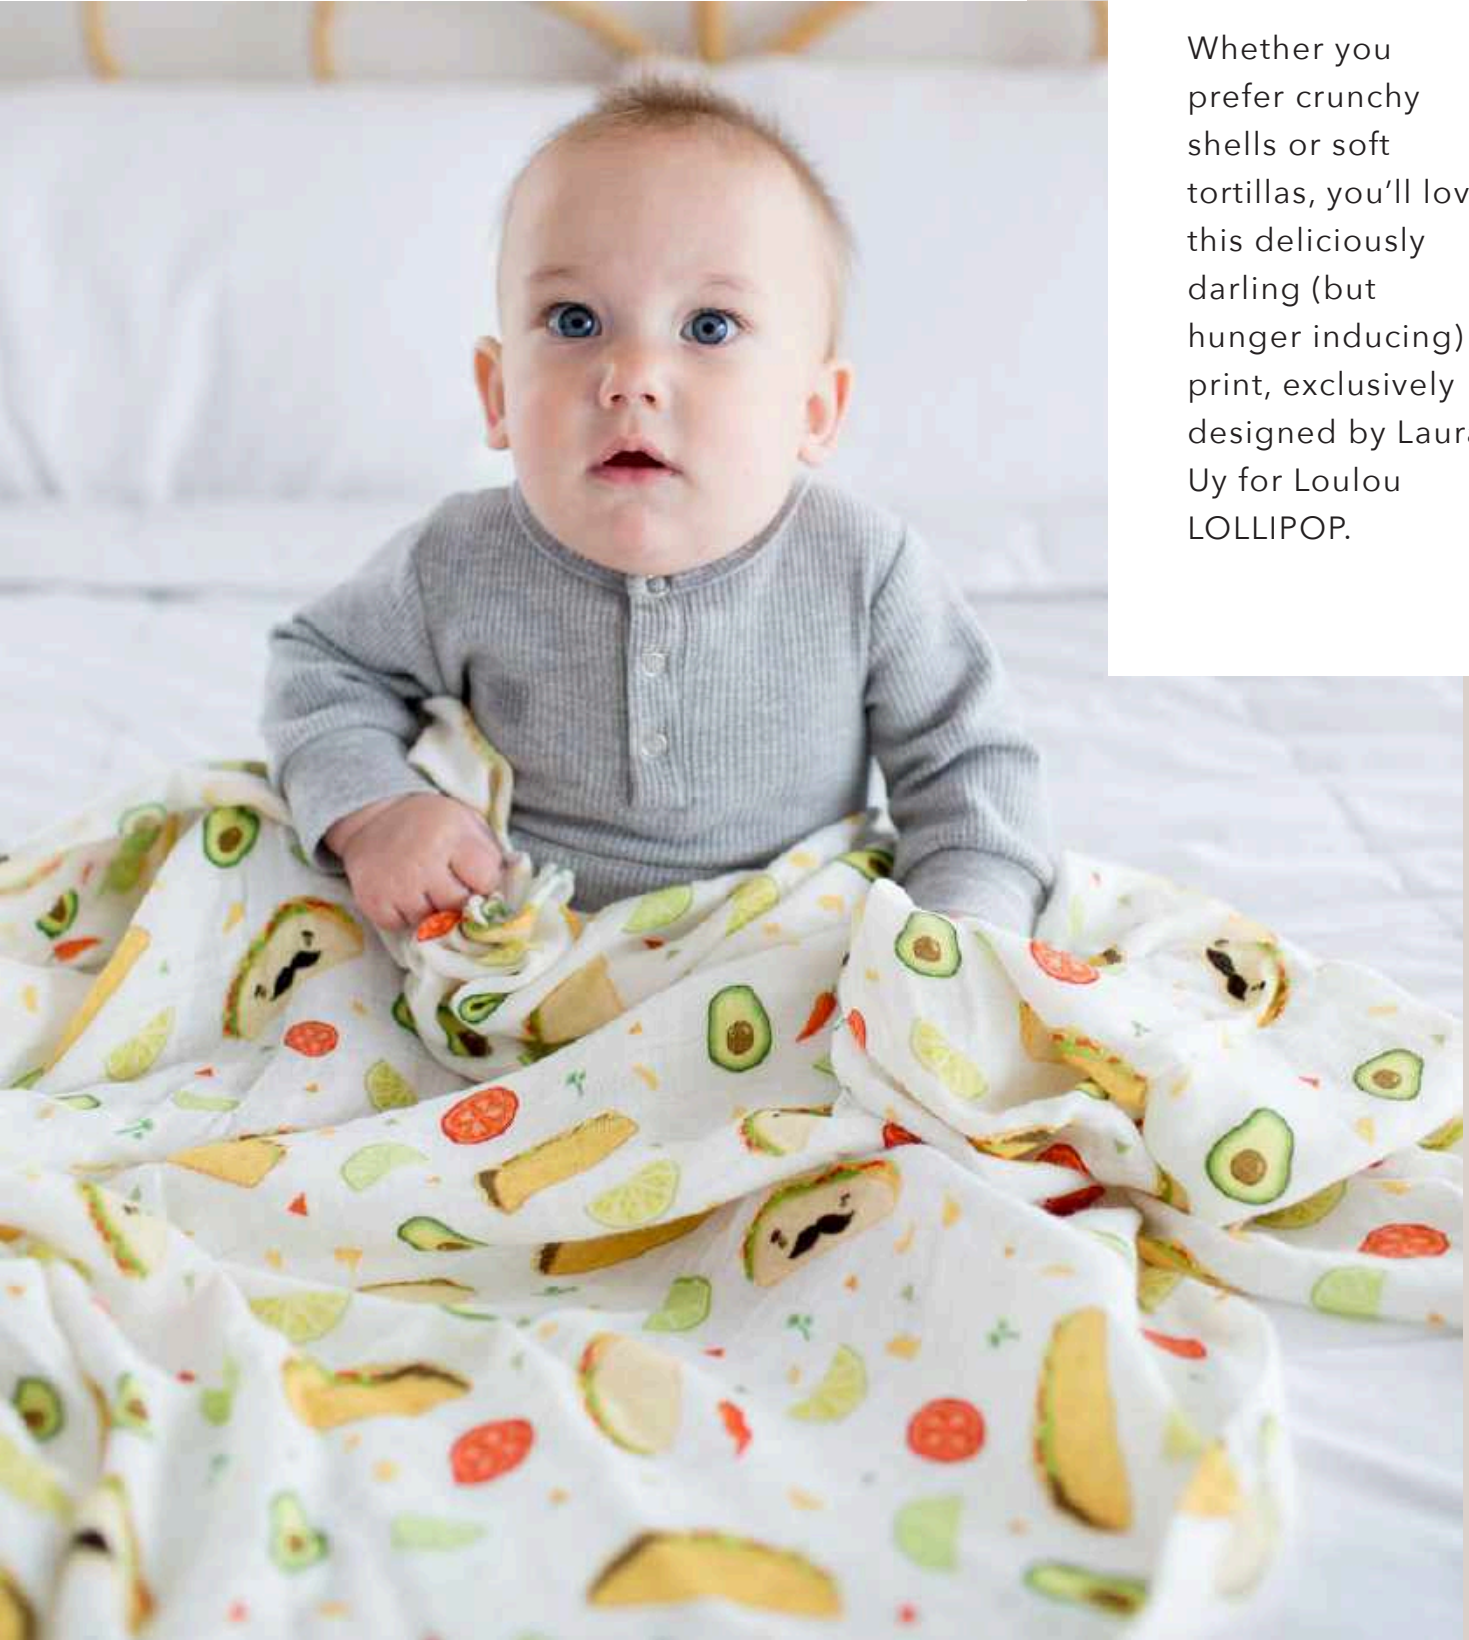 Whether you
prefer crunchy
shells or soft
tortillas, you’ll lov
this deliciously
darling (but
hunger inducing)
print, exclusively
designed by Laura
Uy for Loulou
LOLLIPOP.